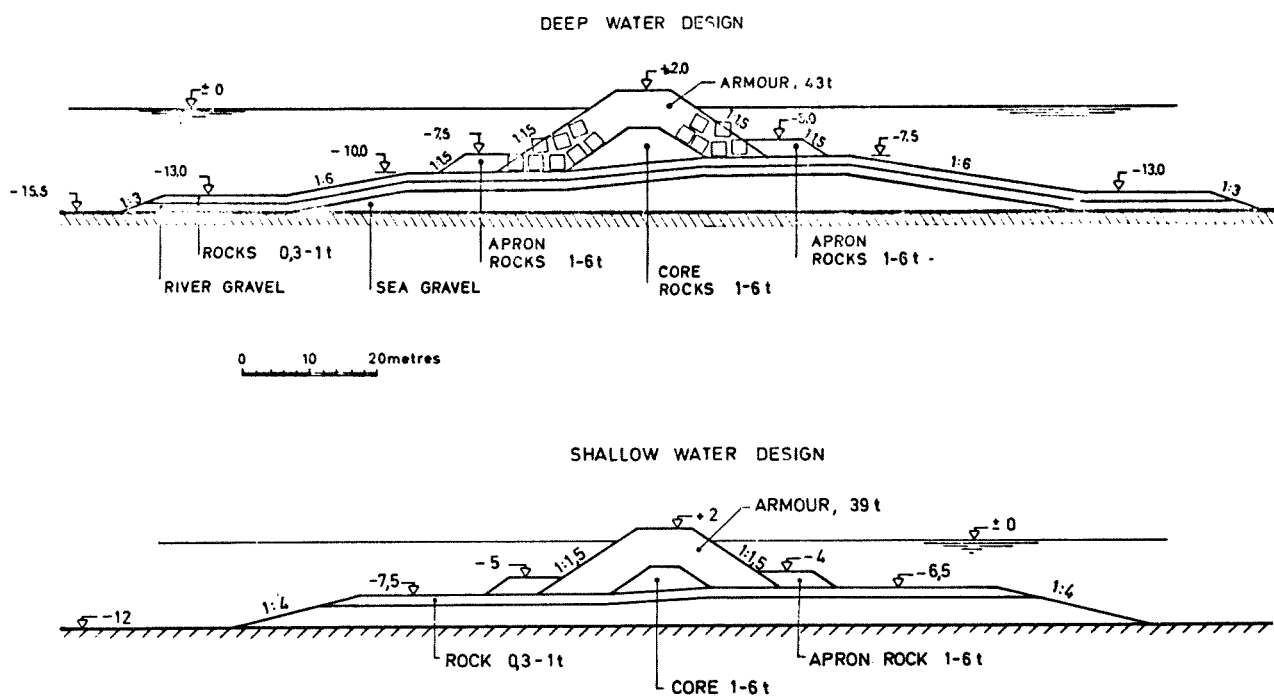 DEEP WATER DESIGN
+2.0
± 0
ARMOUR, 43t
1:1.5
1:1.5
-7.5
-10.0
1:1.5
1:1.5
-7.5
-13.0
1:6
1:6
-13.0
-15.5
1:3
1:3
ROCKS 0,3-1t
APRON
ROCKS 1-6t
CORE
ROCKS 1-6t
APRON
ROCKS 1-6t
RIVER GRAVEL
SEA GRAVEL
0 10 20metres
SHALLOW WATER DESIGN
ARMOUR, 39t
+2
± 0
-5
1:1,5
1:1,5
-4
-7,5
-6,5
1:4
1:4
-12
ROCK 0,3-1t
CORE 1-6t
APRON ROCK 1-6t